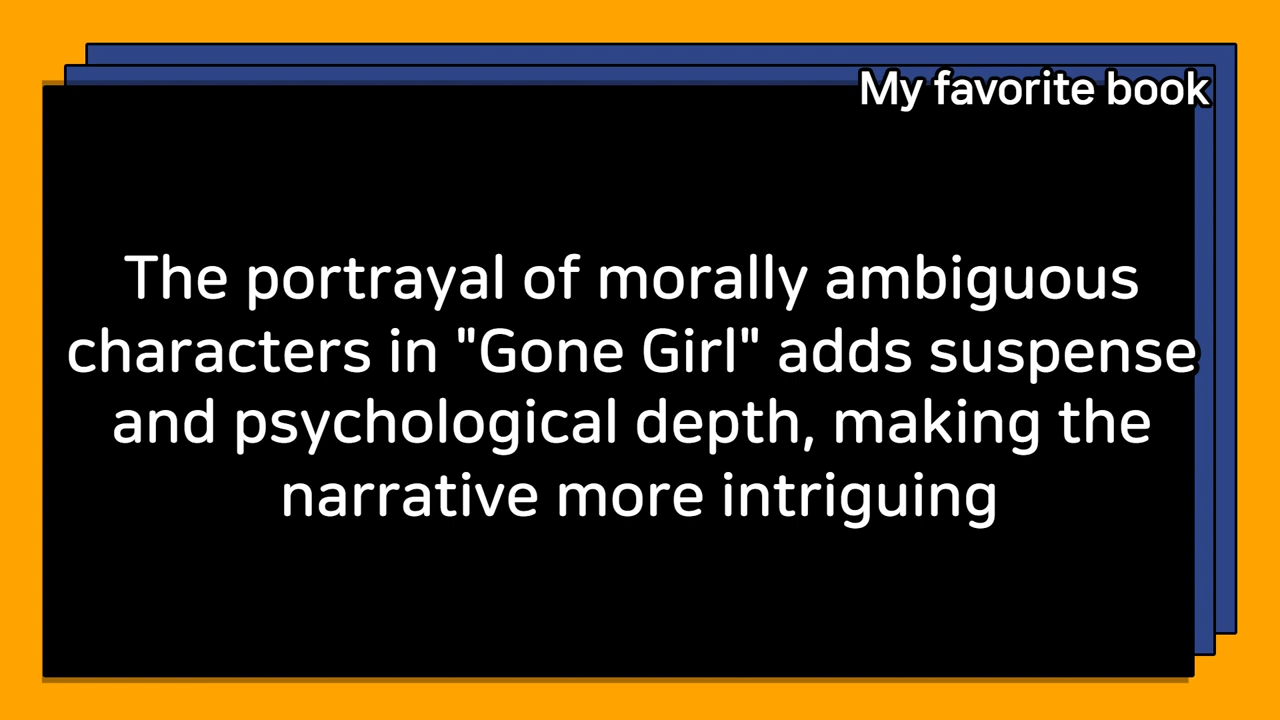 My favorite book
The portrayal of morally ambiguous
characters in "Gone Girl" adds suspense
and psychological depth, making the
narrative more intriguing